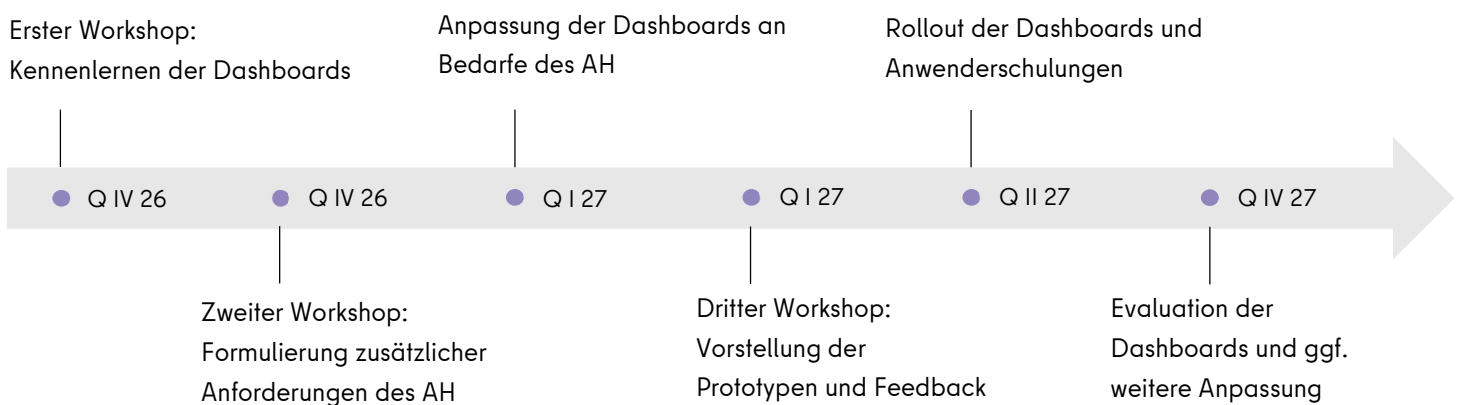 Erster Workshop:
Kennenlernen der Dashboards
Anpassung der Dashboards an
Bedarfe des AH
Rollout der Dashboards und
Anwenderschulungen
Q IV 26
Q IV 26
Q I 27
Q I 27
Q II 27
Q IV 27
Zweiter Workshop:
Formulierung zusätzlicher
Anforderungen des AH
Dritter Workshop:
Vorstellung der
Prototypen und Feedback
Evaluation der
Dashboards und ggf.
weitere Anpassung